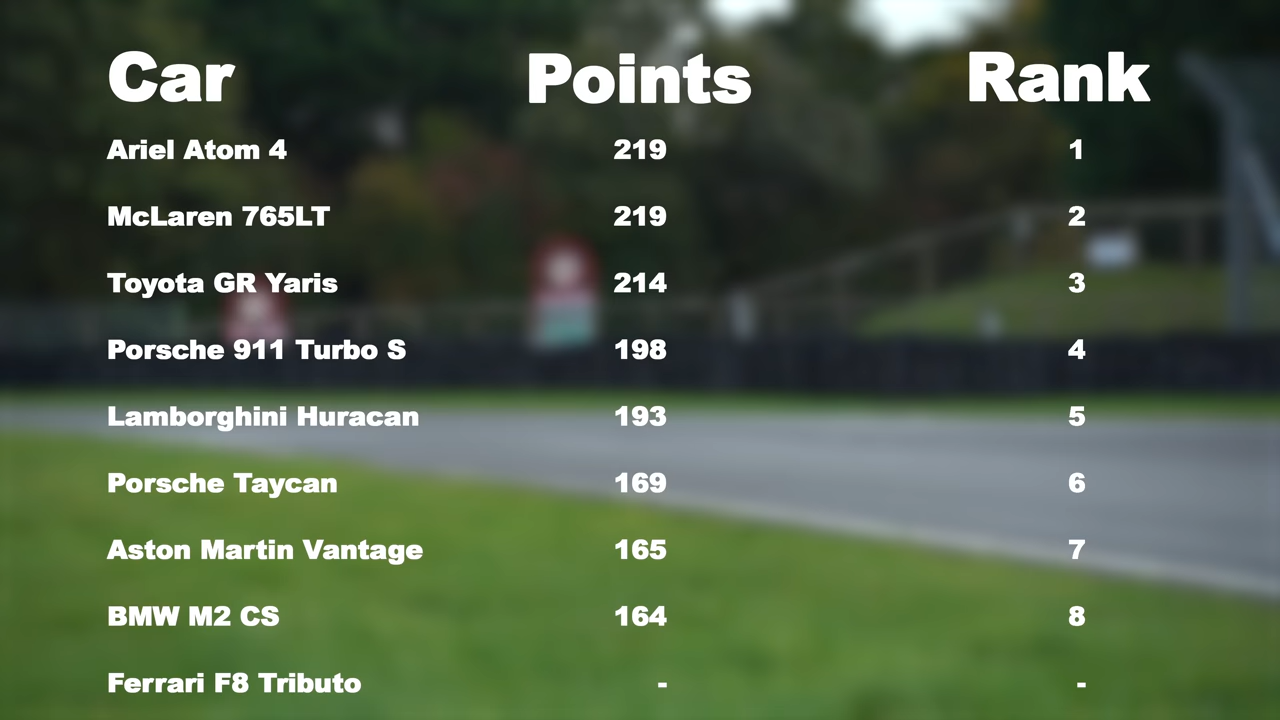 Car Points Rank
Ariel Atom 4 219 1
McLaren 765LT 219 2
Toyota GR Yaris 214 3
Porsche 911 Turbo S 198 4
Lamborghini Huracan 193 5
Porsche Taycan 169 6
Aston Martin Vantage 165 7
BMW M2 CS 164 8
Ferrari F8 Tributo - -